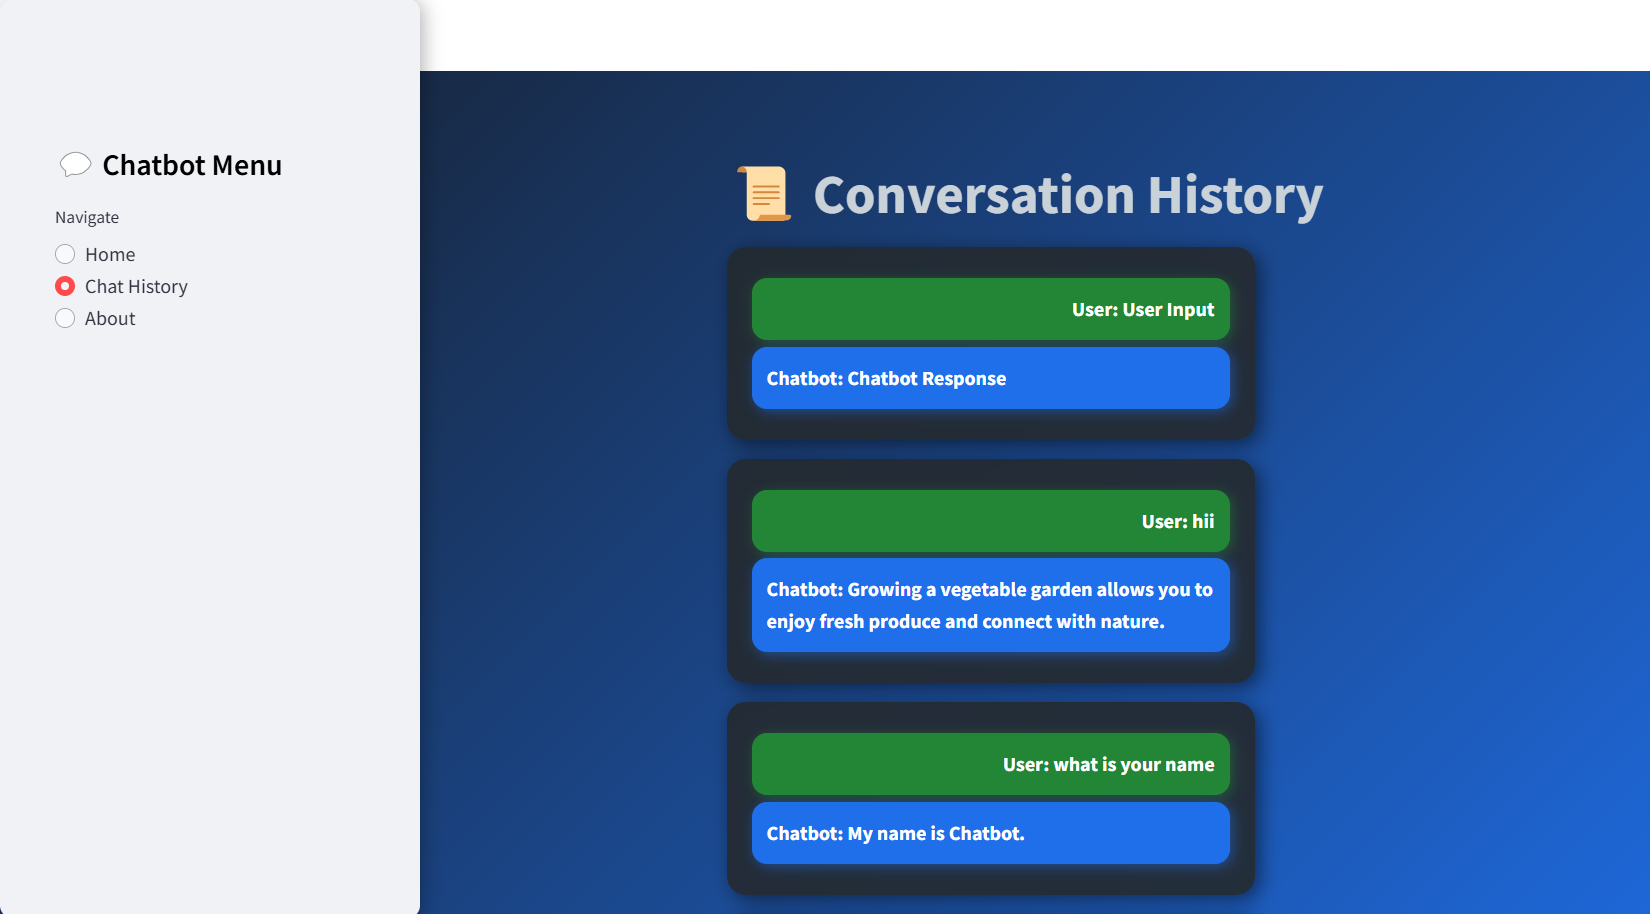 Chatbot Menu
Navigate
Home
Chat History
About
Conversation History
User: User Input
Chatbot: Chatbot Response
User: hii
Chatbot: Growing a vegetable garden allows you to
enjoy fresh produce and connect with nature.
User: what is your name
Chatbot: My name is Chatbot.